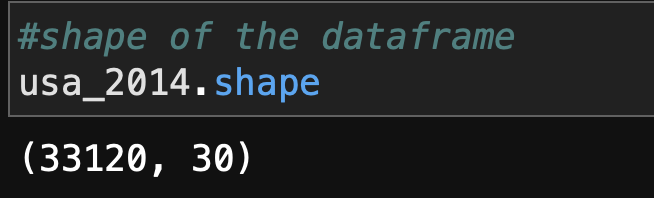 #shape of the dataframe
usa_2014.shape
(33120, 30)